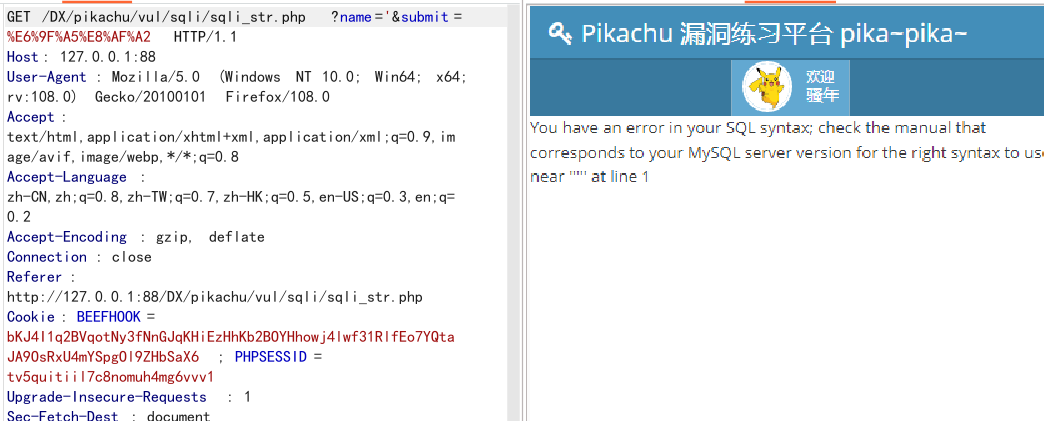 GET /DX/pikachu/vul/sqli/sqli_str.php ?name='&submit=
%E6%9F%A5%E8%AF%A2 HTTP/1.1
Host: 127.0.0.1:88
User-Agent : Mozilla/5.0 (Windows NT 10.0; Win64; x64;
rv:108.0) Gecko/20100101 Firefox/108.0
Accept :
text/html,application/xhtml+xml,application/xml;q=0.9,im
age/avif,image/webp,*/*;q=0.8
Accept-Language :
zh-CN,zh;q=0.8,zh-TW;q=0.7,zh-HK;q=0.5,en-US;q=0.3,en;q=
0.2
Accept-Encoding : gzip, deflate
Connection : close
Referer :
http://127.0.0.1:88/DX/pikachu/vul/sqli/sqli_str.php
Cookie : BEEFHOOK =
bKJ4I1q2BVqotNy3fNnGJqKHiEzHhKb2BOYHhowj4lwf31RlfEo7YQta
JA9OsRxU4mYSpgOl9ZHbSaX6 ; PHPSESSID =
tv5quitiil7c8nomuh4mg6vvv1
Upgrade-Insecure-Requests : 1
Sec-Fetch-Dest : document
Pikachu 漏洞练习平台 pika~pika~
欢迎
骚年
You have an error in your SQL syntax; check the manual that
corresponds to your MySQL server version for the right syntax to use
near ''''' at line 1